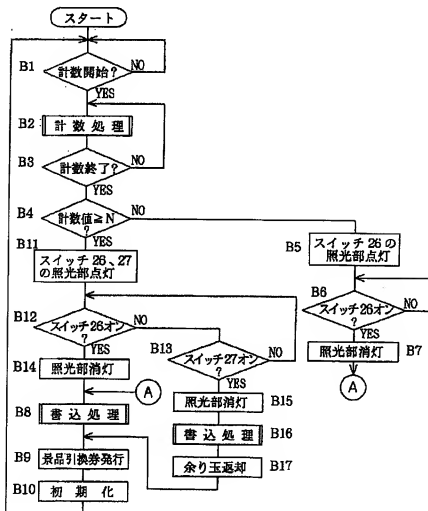 スタート
B1
計数開始?
NO
YES
B2
計数処理
B3
計数終了?
NO
YES
B4
計数値≧N
?
NO
YES
B11
スイッチ26、27
の照光部点灯
B5
スイッチ26の
照光部点灯
B6
スイッチ26オン
?
NO
YES
照光部消灯
B7
A
B12
スイッチ26オン
?
NO
YES
B13
スイッチ27オン
?
NO
YES
B14
照光部消灯
A
照光部消灯
B15
B8
書込処理
書込処理
B16
B9
景品引換券発行
余り玉返却
B17
B10
初期化